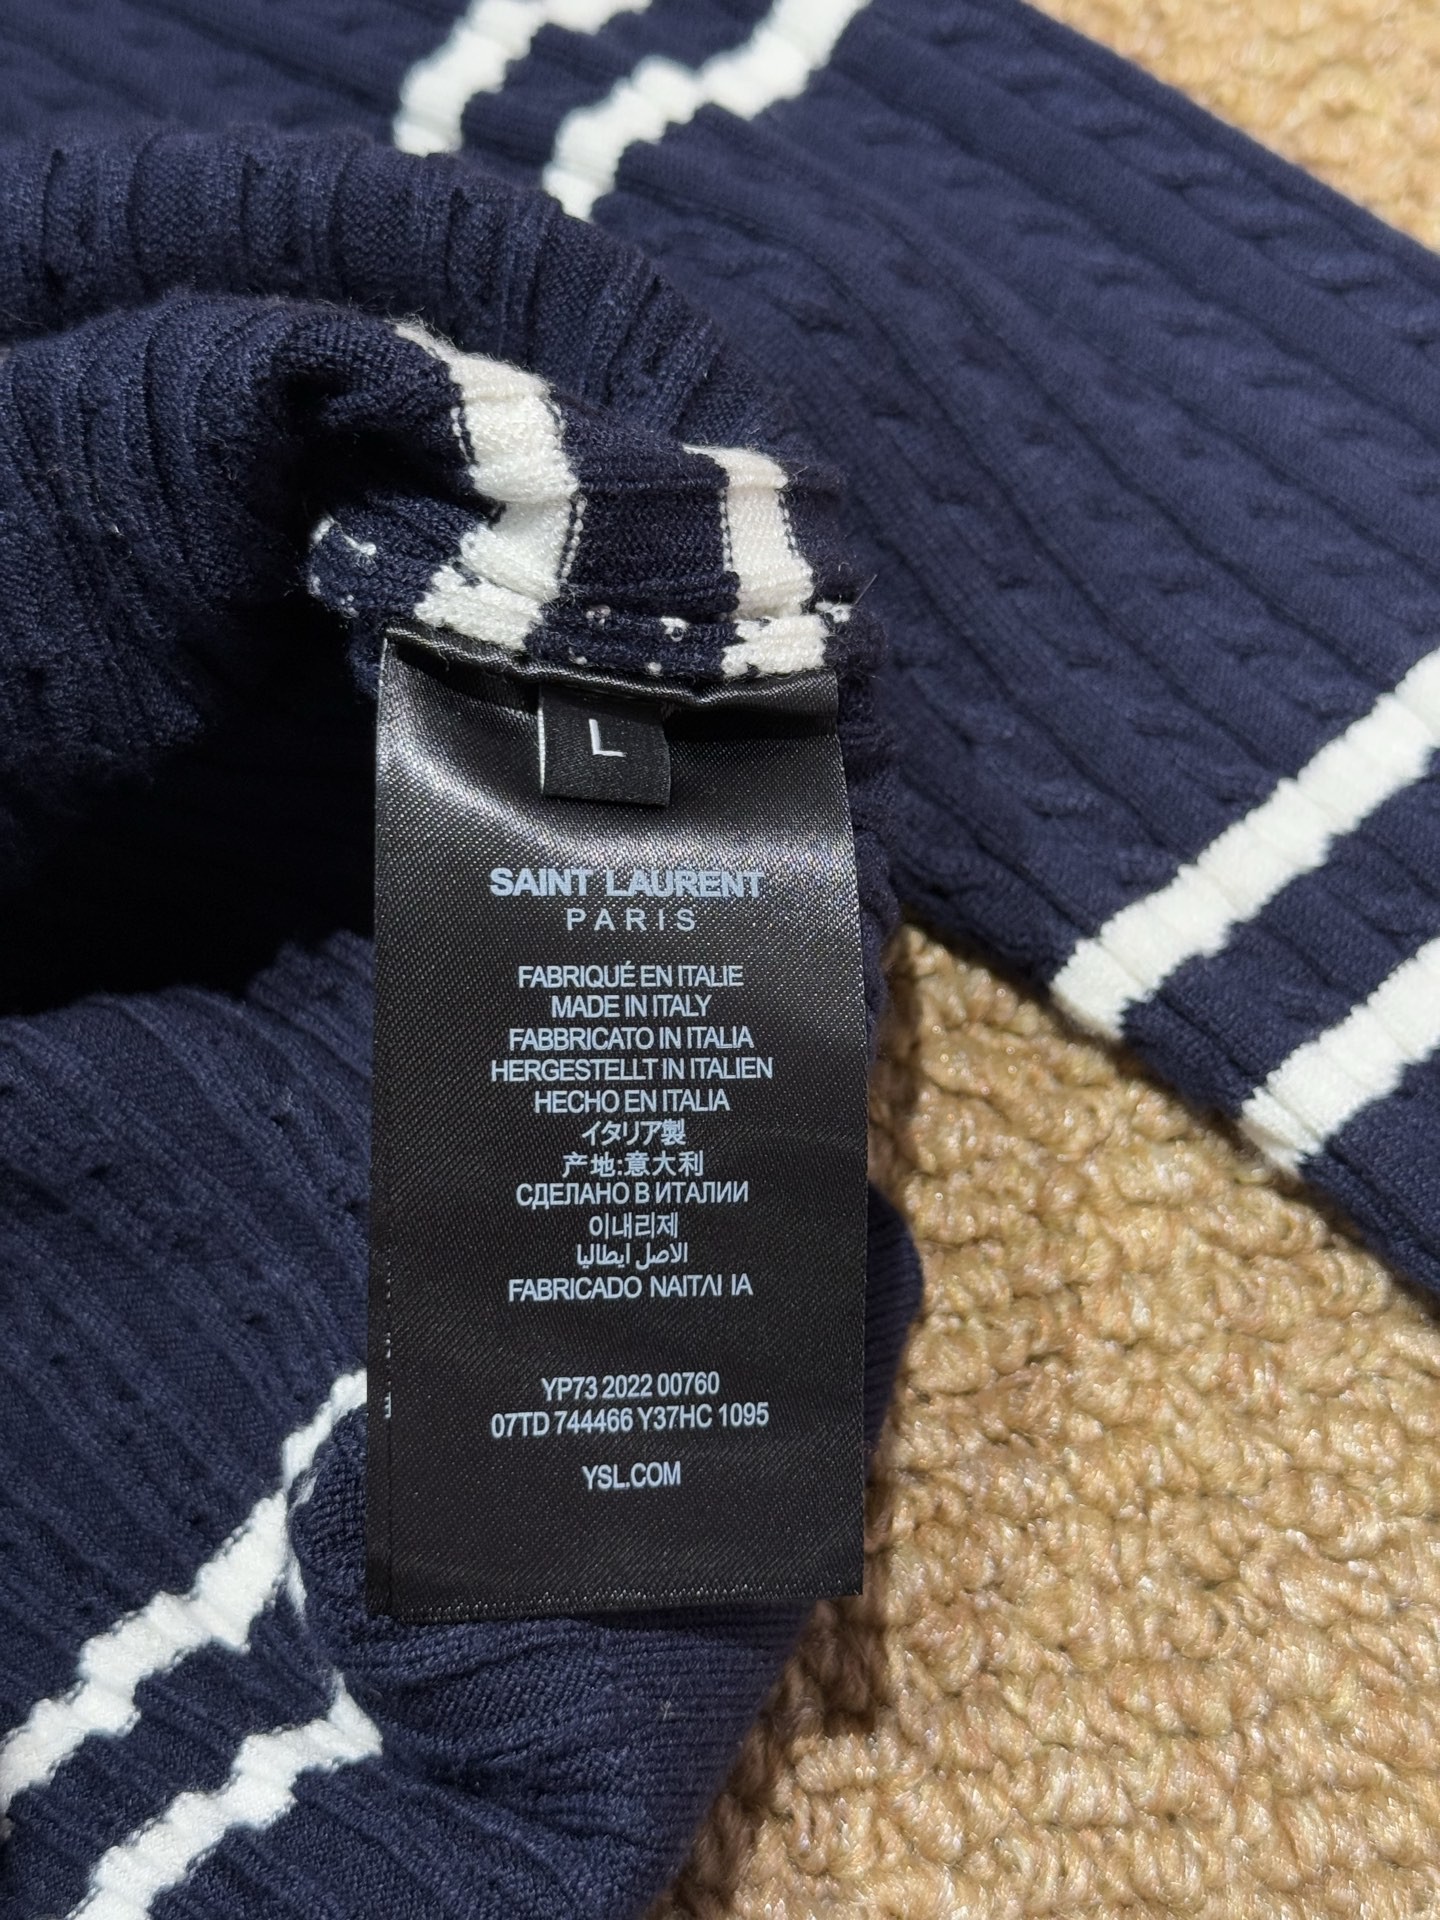 L
SAINT LAURENT
PARIS
FABRIQUÉ EN ITALIE
MADE IN ITALY
FABBRICATO IN ITALIA
HERGESTELLT IN ITALIEN
HECHO EN ITALIA
イタリア製
产地:意大利
СДЕЛАНО В ИТАЛИИ
이내리제
الاصل ايطاليا
FABRICADO NAITALIA
YP73 2022 00760
07TD 744466 Y37HC 1095
YSL.COM